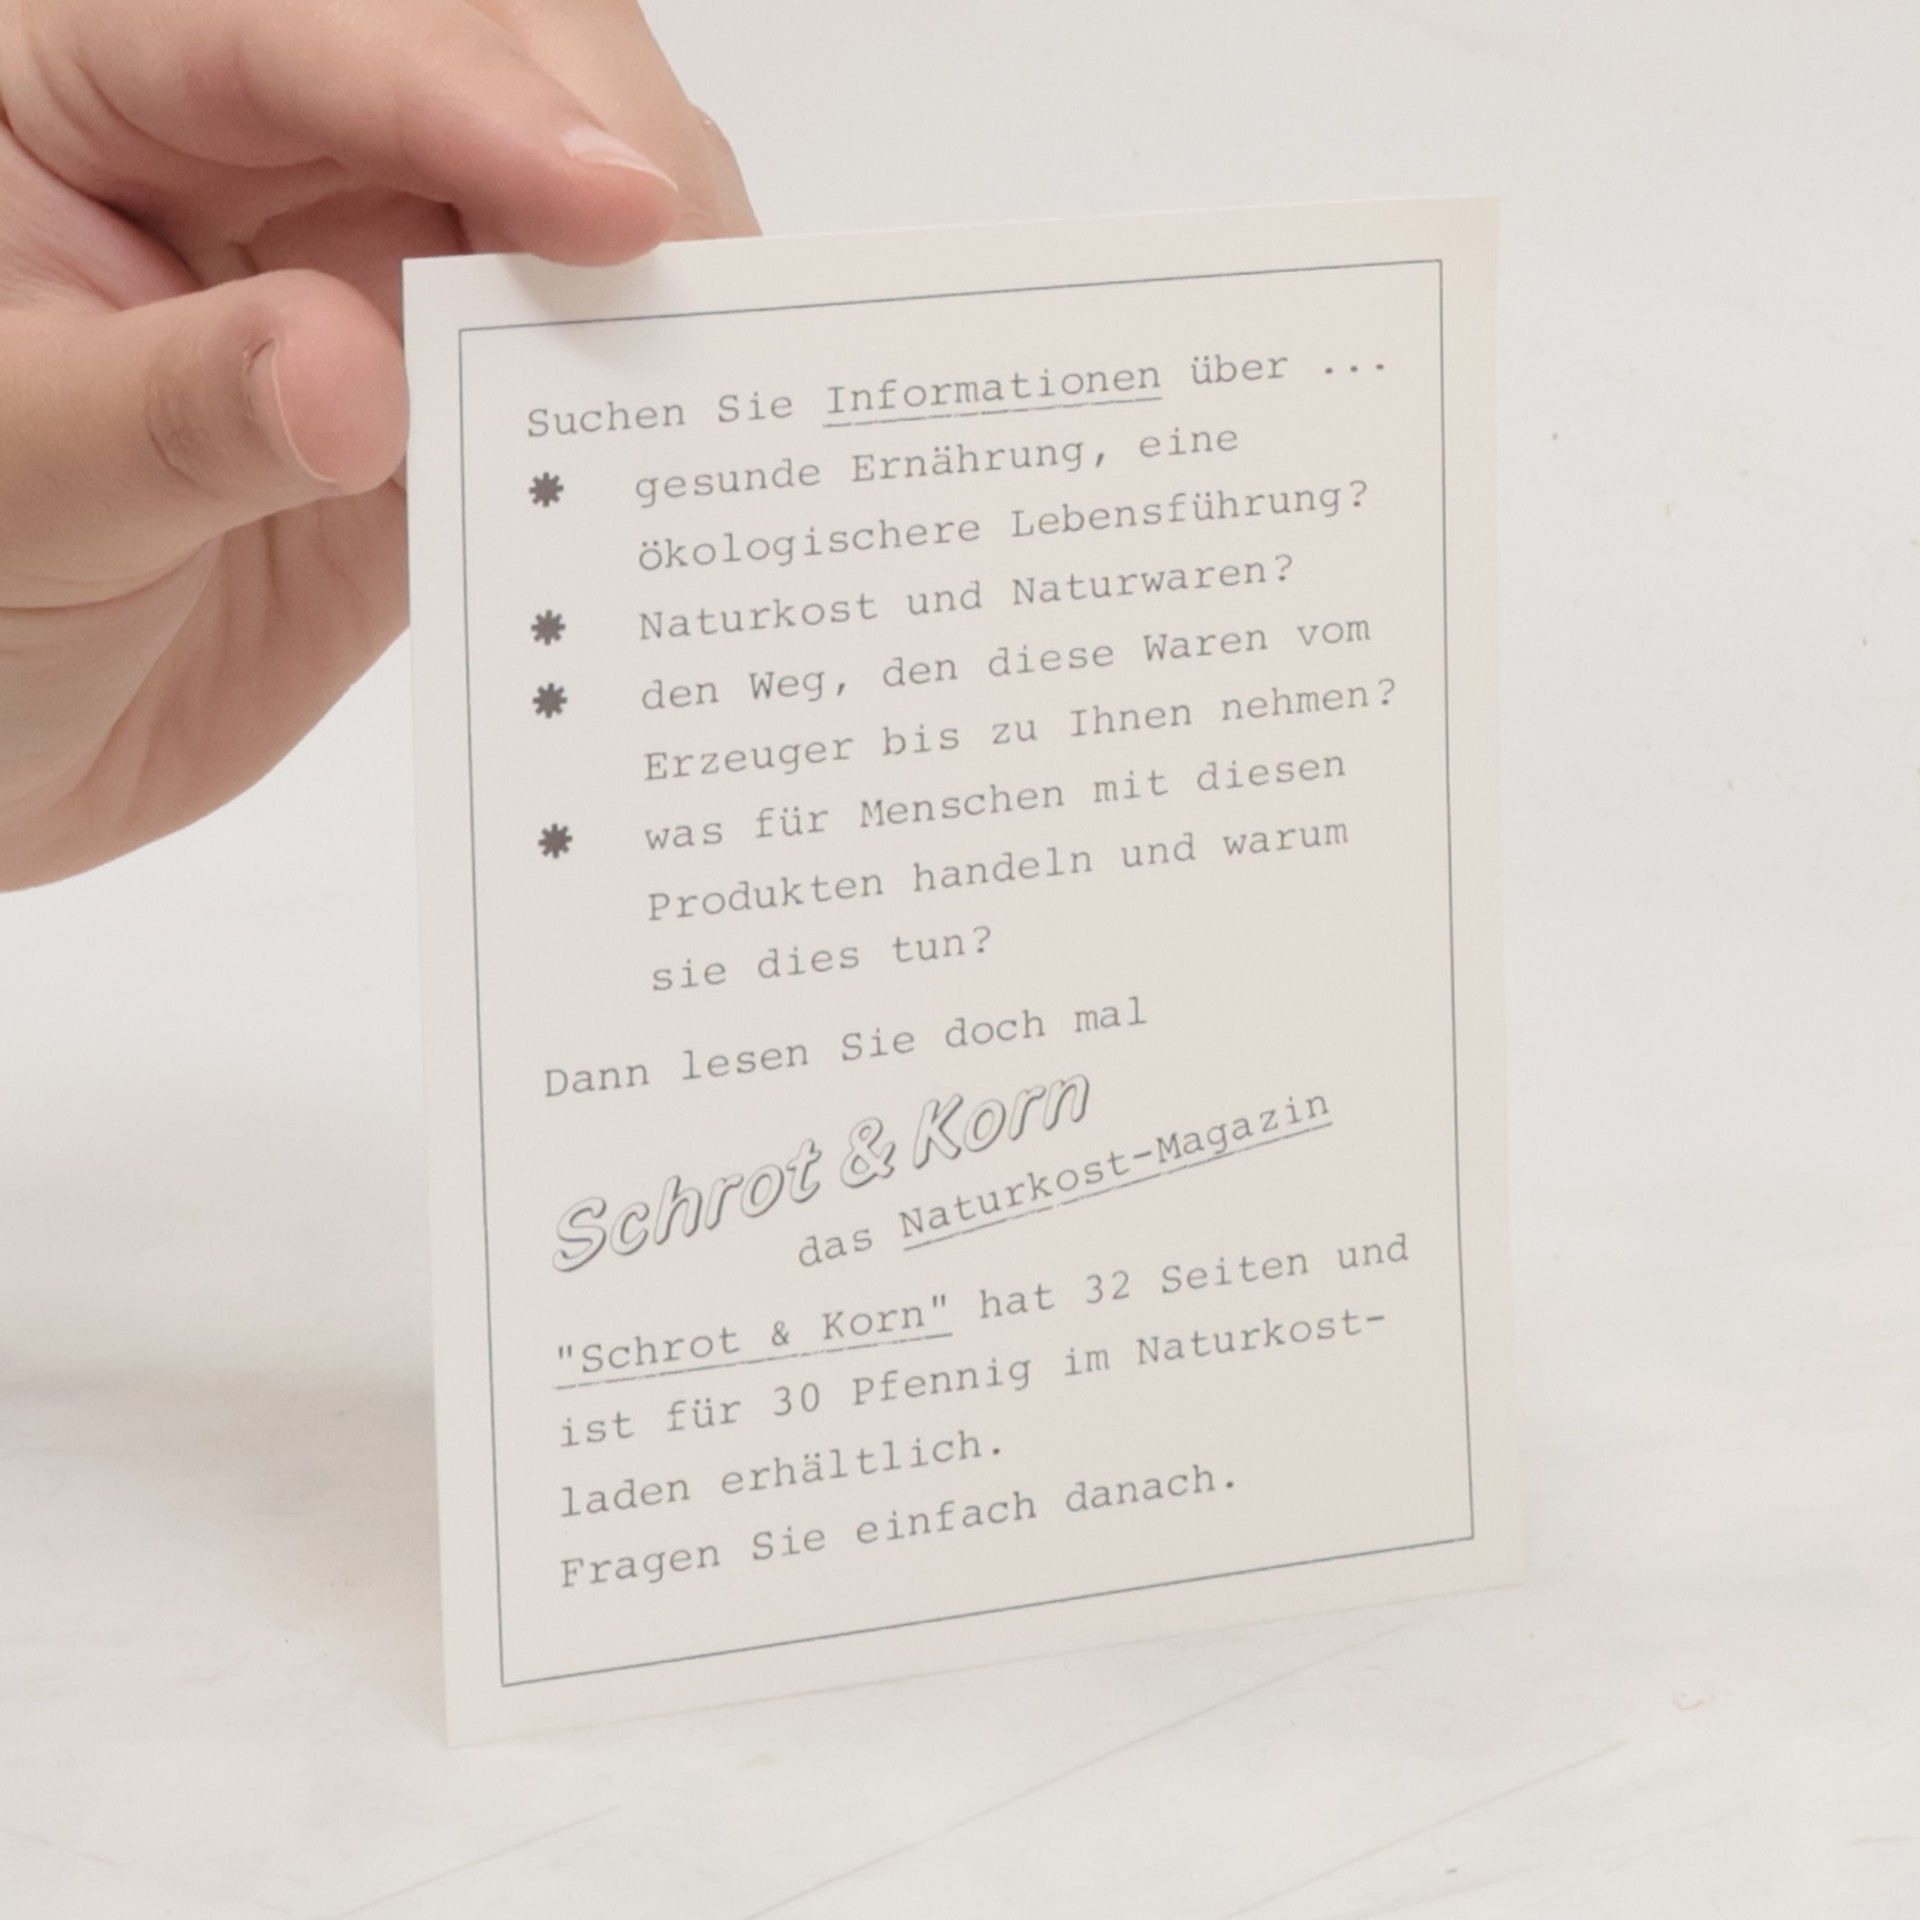 Suchen Sie Informationen über ...
* gesunde Ernährung, eine
ökologischere Lebensführung?
* Naturkost und Naturwaren?
* den Weg, den diese Waren vom
Erzeuger bis zu Ihnen nehmen?
* was für Menschen mit diesen
Produkten handeln und warum
sie dies tun?
Dann lesen Sie doch mal
Schrot & Korn
das Naturkost-Magazin
"Schrot & Korn" hat 32 Seiten und
ist für 30 Pfennig im Naturkost-
laden erhältlich.
Fragen Sie einfach danach.